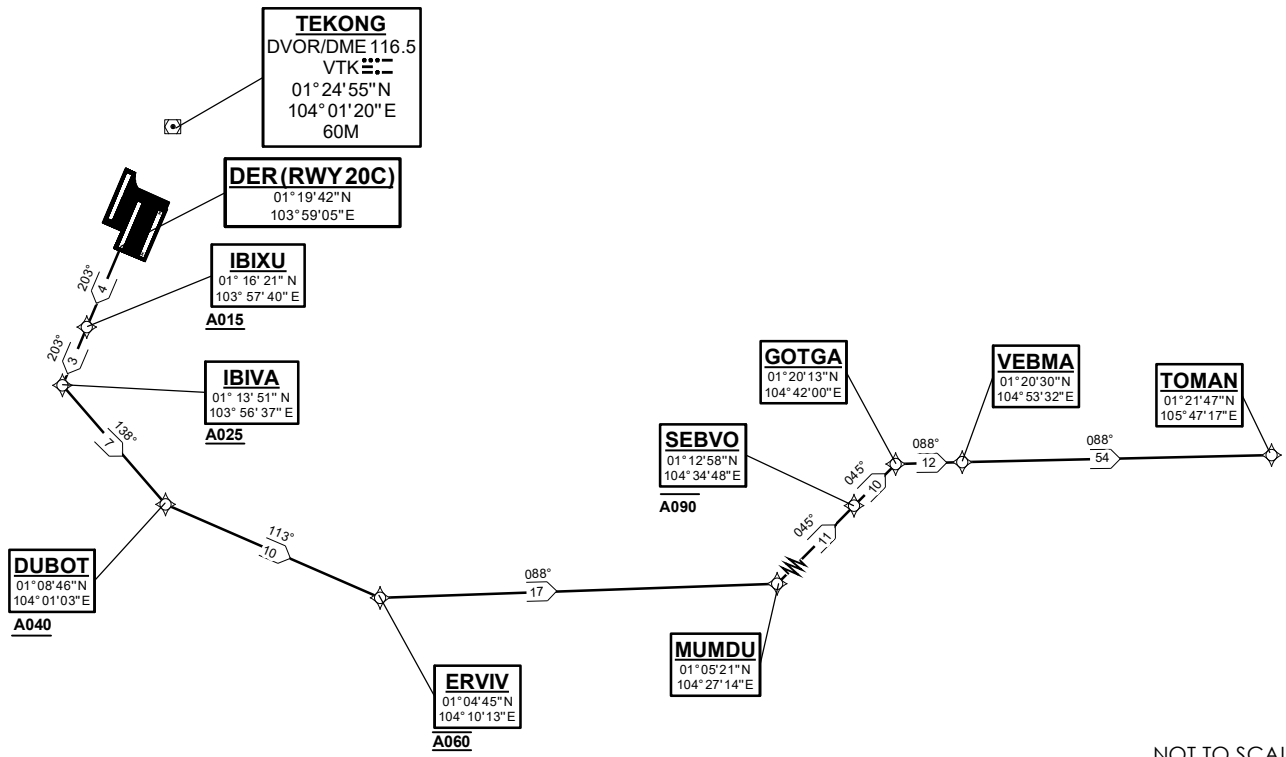 TEKONG
DVOR/DME 116.5
VTK
01°24'55"N
104°01'20"E
60M
DER(RWY 20C)
01°19'42"N
103°59'05"E
203°
4
IBIXU
01° 16' 21" N
103° 57' 40" E
A015
203°
3
IBIVA
01° 13' 51" N
103° 56' 37" E
A025
138°
7
DUBOT
01°08'46"N
104°01'03"E
A040
113°
10
ERVIV
01°04'45"N
104°10'13"E
A060
088°
17
MUMDU
01°05'21"N
104°27'14"E
045°
11
SEBVO
01°12'58"N
104°34'48"E
A090
045°
10
GOTGA
01°20'13"N
104°42'00"E
088°
12
VEBMA
01°20'30"N
104°53'32"E
088°
54
TOMAN
01°21'47"N
105°47'17"E